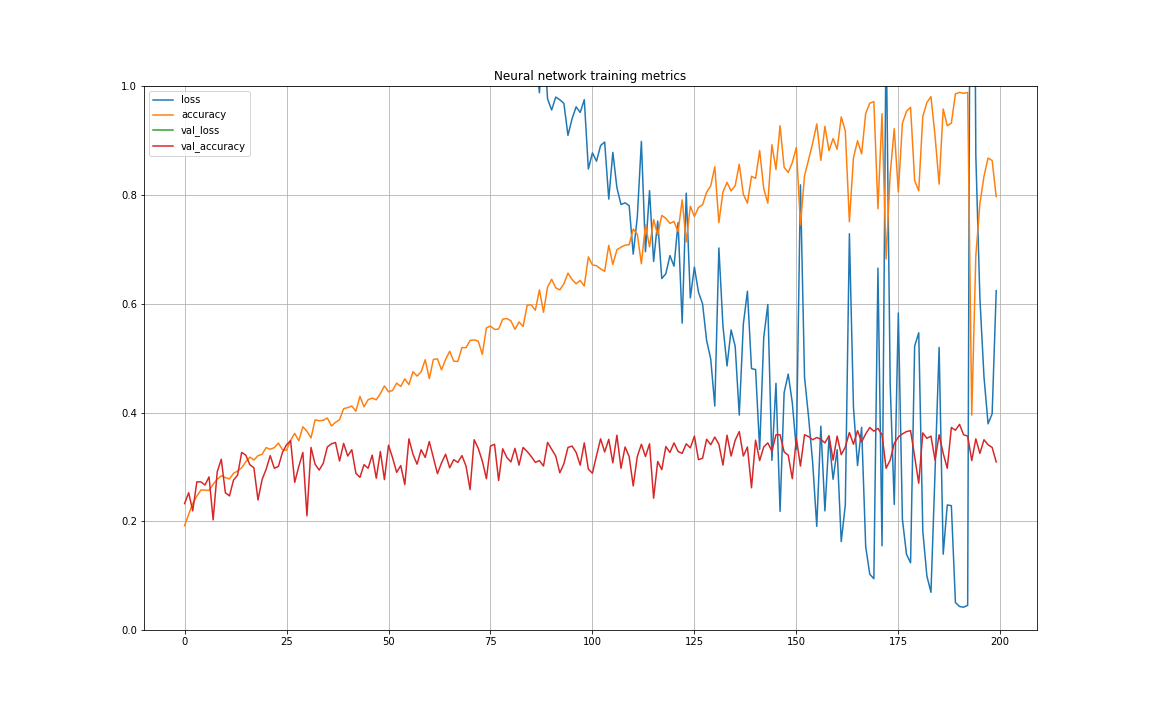 Neural network training metrics
1.0
loss
accuracy
val_loss
val_accuracy
0.8
0.6
0.4
0.2
0.0
0 25 50 75 100 125 150 175 200